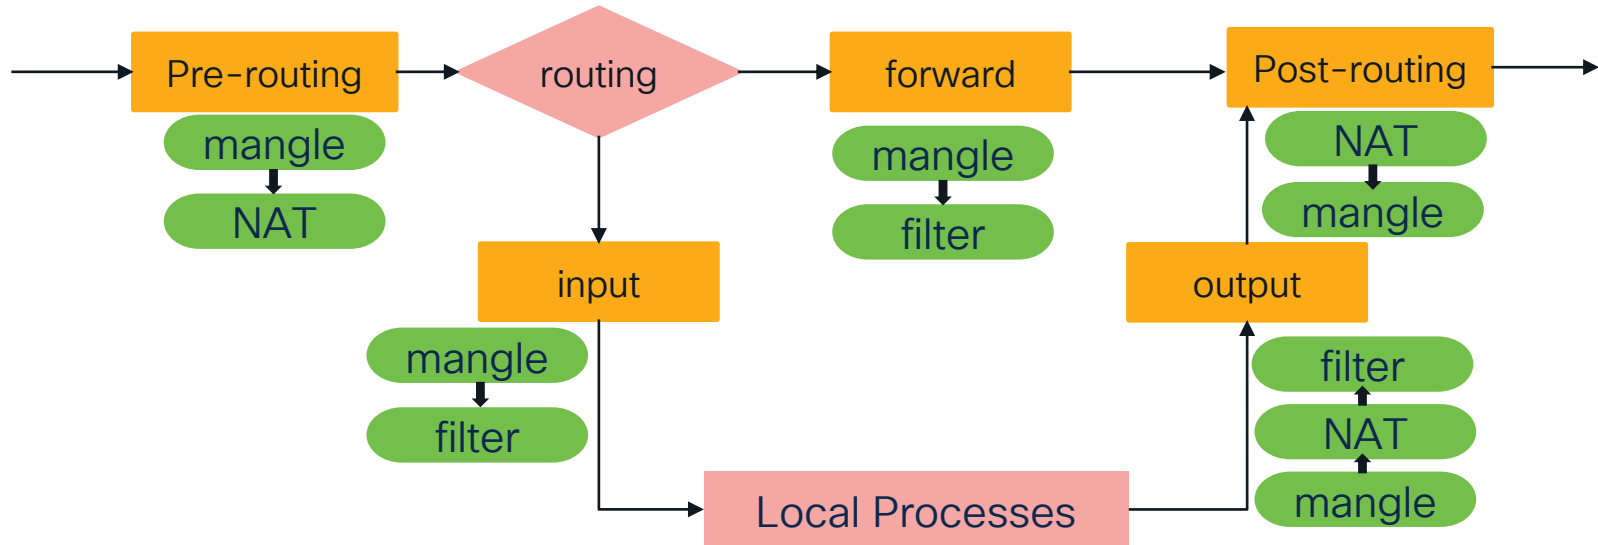 Pre-routing
routing
forward
Post-routing
mangle
NAT
mangle
filter
NAT
mangle
input
output
mangle
filter
filter
NAT
mangle
Local Processes